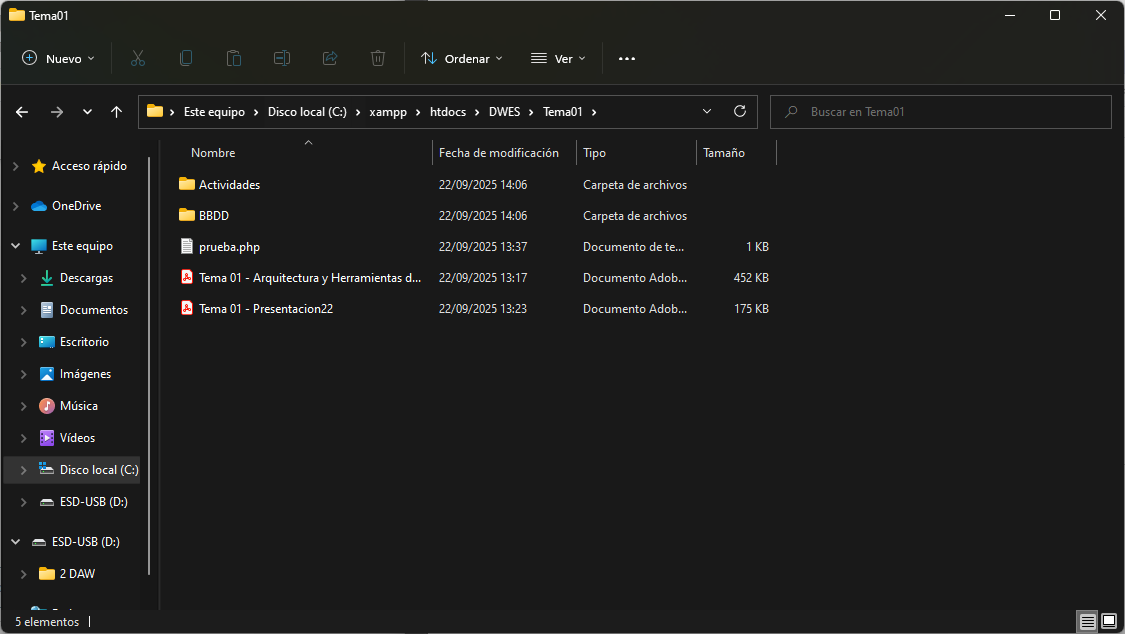 Tema01
Nuevo
Ordenar
Ver
Este equipo > Disco local (C:) > xampp > htdocs > DWES > Tema01 >
Buscar en Tema01
Nombre Fecha de modificación Tipo Tamaño
Actividades 22/09/2025 14:06 Carpeta de archivos
BBDD 22/09/2025 14:06 Carpeta de archivos
prueba.php 22/09/2025 13:37 Documento de te... 1 KB
Tema 01 - Arquitectura y Herramientas d... 22/09/2025 13:17 Documento Adob... 452 KB
Tema 01 - Presentacion22 22/09/2025 13:23 Documento Adob... 175 KB
Acceso rápido
OneDrive
Este equipo
Descargas
Documentos
Escritorio
Imágenes
Música
Vídeos
Disco local (C:)
ESD-USB (D:)
ESD-USB (D:)
2 DAW
5 elementos